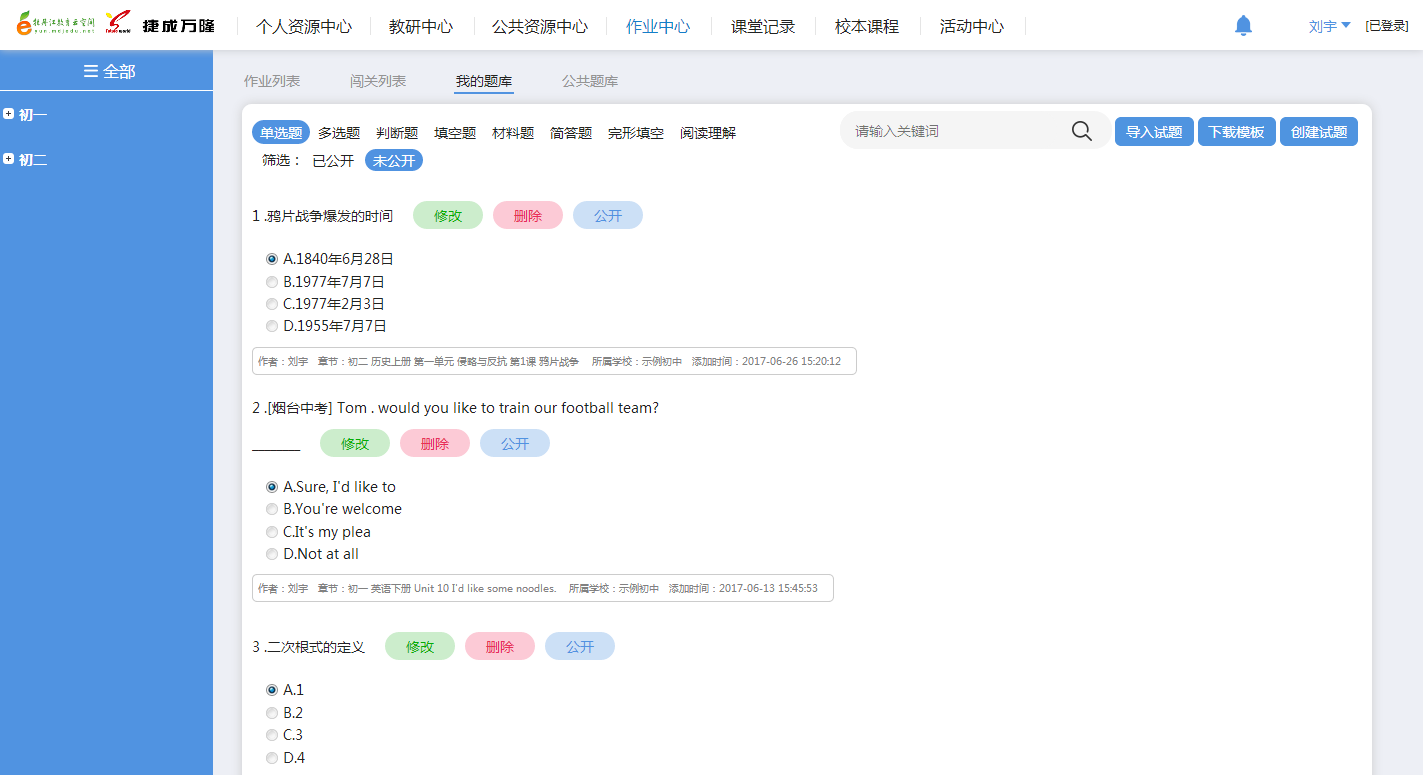 牡丹江教育云空间
yun.mdjedu.net
捷成万隆
个人资源中心 教研中心 公共资源中心 作业中心 课堂记录 校本课程 活动中心
刘宇 [已登录]
全部
初一
初二
作业列表 闯关列表 我的题库 公共题库
单选题 多选题 判断题 填空题 材料题 简答题 完形填空 阅读理解
请输入关键词
导入试题 下载模板 创建试题
筛选： 已公开 未公开
1 .鸦片战争爆发的时间 修改 删除 公开
A.1840年6月28日
B.1977年7月7日
C.1977年2月3日
D.1955年7月7日
作者：刘宇 章节：初二 历史上册 第一单元 侵略与反抗 第1课 鸦片战争 所属学校：示例初中 添加时间：2017-06-26 15:20:12
2 .[烟台中考] Tom . would you like to train our football team?
_______ 修改 删除 公开
A.Sure, I'd like to
B.You're welcome
C.It's my plea
D.Not at all
作者：刘宇 章节：初一 英语下册 Unit 10 I'd like some noodles. 所属学校：示例初中 添加时间：2017-06-13 15:45:53
3 .二次根式的定义 修改 删除 公开
A.1
B.2
C.3
D.4